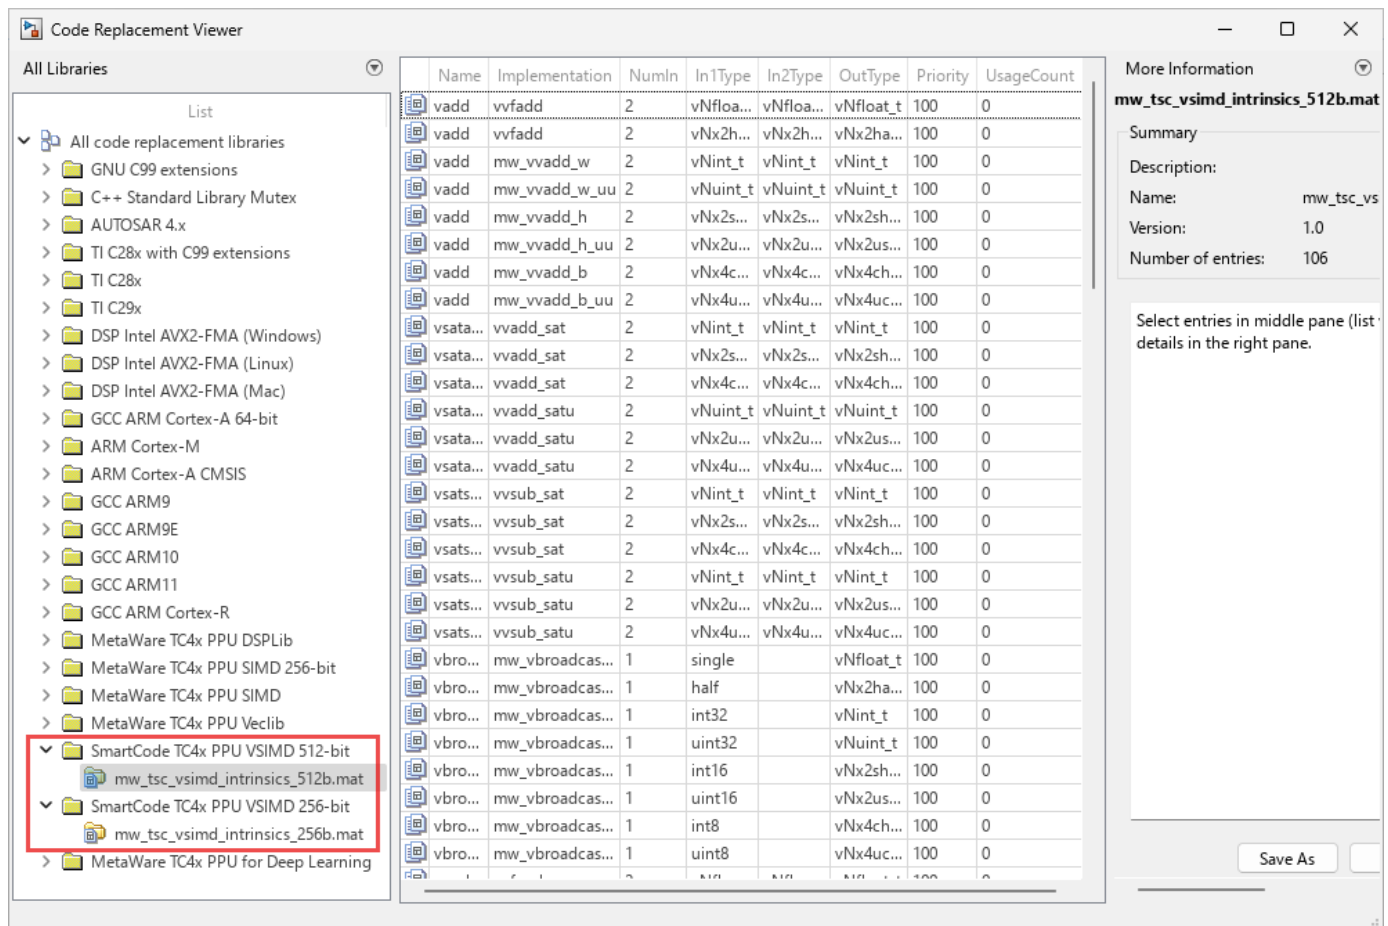 Code Replacement Viewer
All Libraries
List
All code replacement libraries
GNU C99 extensions
C++ Standard Library Mutex
AUTOSAR 4.x
TI C28x with C99 extensions
TI C28x
TI C29x
DSP Intel AVX2-FMA (Windows)
DSP Intel AVX2-FMA (Linux)
DSP Intel AVX2-FMA (Mac)
GCC ARM Cortex-A 64-bit
ARM Cortex-M
ARM Cortex-A CMSIS
GCC ARM9
GCC ARM9E
GCC ARM10
GCC ARM11
GCC ARM Cortex-R
MetaWare TC4x PPU DSPLib
MetaWare TC4x PPU SIMD 256-bit
MetaWare TC4x PPU SIMD
MetaWare TC4x PPU Veclib
SmartCode TC4x PPU VSIMD 512-bit
mw_tsc_vsimd_intrinsics_512b.mat
SmartCode TC4x PPU VSIMD 256-bit
mw_tsc_vsimd_intrinsics_256b.mat
MetaWare TC4x PPU for Deep Learning
Name Implementation NumIn In1Type In2Type OutType Priority UsageCount
vadd vvfadd 2 vNfloa... vNfloa... vNfloat_t 100 0
vadd vvfadd 2 vNx2h... vNx2h... vNx2ha... 100 0
vadd mw_vvadd_w 2 vNint_t vNint_t vNint_t 100 0
vadd mw_vvadd_w_uu 2 vNuint_t vNuint_t vNuint_t 100 0
vadd mw_vvadd_h 2 vNx2s... vNx2s... vNx2sh... 100 0
vadd mw_vvadd_h_uu 2 vNx2u... vNx2u... vNx2us... 100 0
vadd mw_vvadd_b 2 vNx4c... vNx4c... vNx4ch... 100 0
vadd mw_vvadd_b_uu 2 vNx4u... vNx4u... vNx4uc... 100 0
vsata... vvadd_sat 2 vNint_t vNint_t vNint_t 100 0
vsata... vvadd_sat 2 vNx2s... vNx2s... vNx2sh... 100 0
vsata... vvadd_sat 2 vNx4c... vNx4c... vNx4ch... 100 0
vsata... vvadd_satu 2 vNuint_t vNuint_t vNuint_t 100 0
vsata... vvadd_satu 2 vNx2u... vNx2u... vNx2us... 100 0
vsata... vvadd_satu 2 vNx4u... vNx4u... vNx4uc... 100 0
vsats... vvsub_sat 2 vNint_t vNint_t vNint_t 100 0
vsats... vvsub_sat 2 vNx2s... vNx2s... vNx2sh... 100 0
vsats... vvsub_sat 2 vNx4c... vNx4c... vNx4ch... 100 0
vsats... vvsub_satu 2 vNint_t vNint_t vNint_t 100 0
vsats... vvsub_satu 2 vNx2u... vNx2u... vNx2us... 100 0
vsats... vvsub_satu 2 vNx4u... vNx4u... vNx4uc... 100 0
vbro... mw_vbroadcas... 1 single vNfloat_t 100 0
vbro... mw_vbroadcas... 1 half vNx2ha... 100 0
vbro... mw_vbroadcas... 1 int32 vNint_t 100 0
vbro... mw_vbroadcas... 1 uint32 vNuint_t 100 0
vbro... mw_vbroadcas... 1 int16 vNx2sh... 100 0
vbro... mw_vbroadcas... 1 uint16 vNx2us... 100 0
vbro... mw_vbroadcas... 1 int8 vNx4ch... 100 0
vbro... mw_vbroadcas... 1 uint8 vNx4uc... 100 0
More Information
mw_tsc_vsimd_intrinsics_512b.mat
Summary
Description:
Name: mw_tsc_vs
Version: 1.0
Number of entries: 106
Select entries in middle pane (list
details in the right pane.
Save As